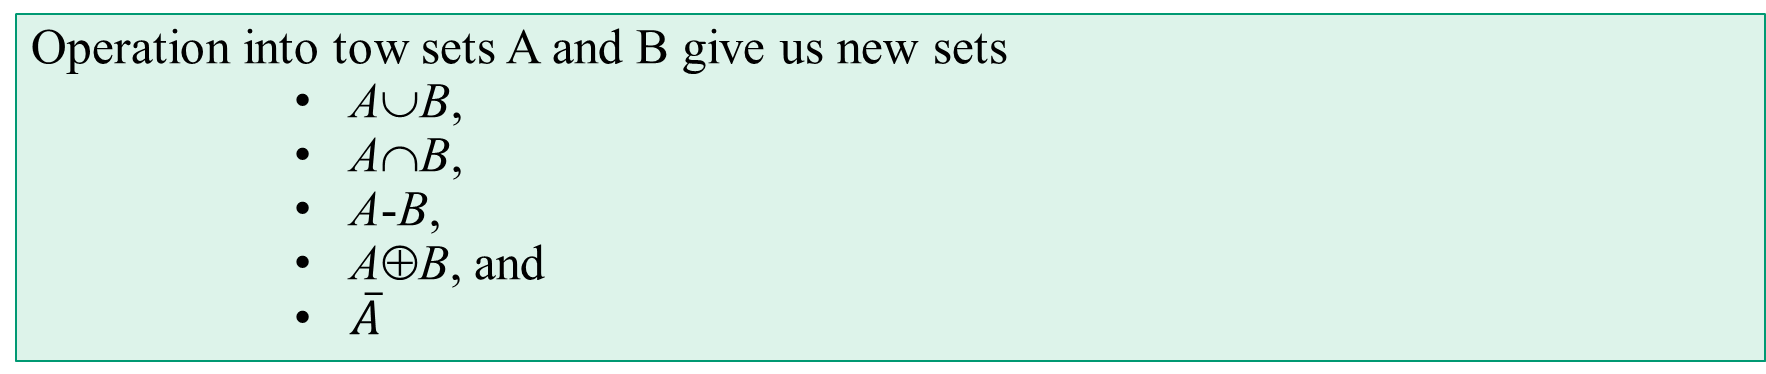 Operation into tow sets A and B give us new sets
• A∪B,
• A∩B,
• A-B,
• A⊕B, and
• Ā